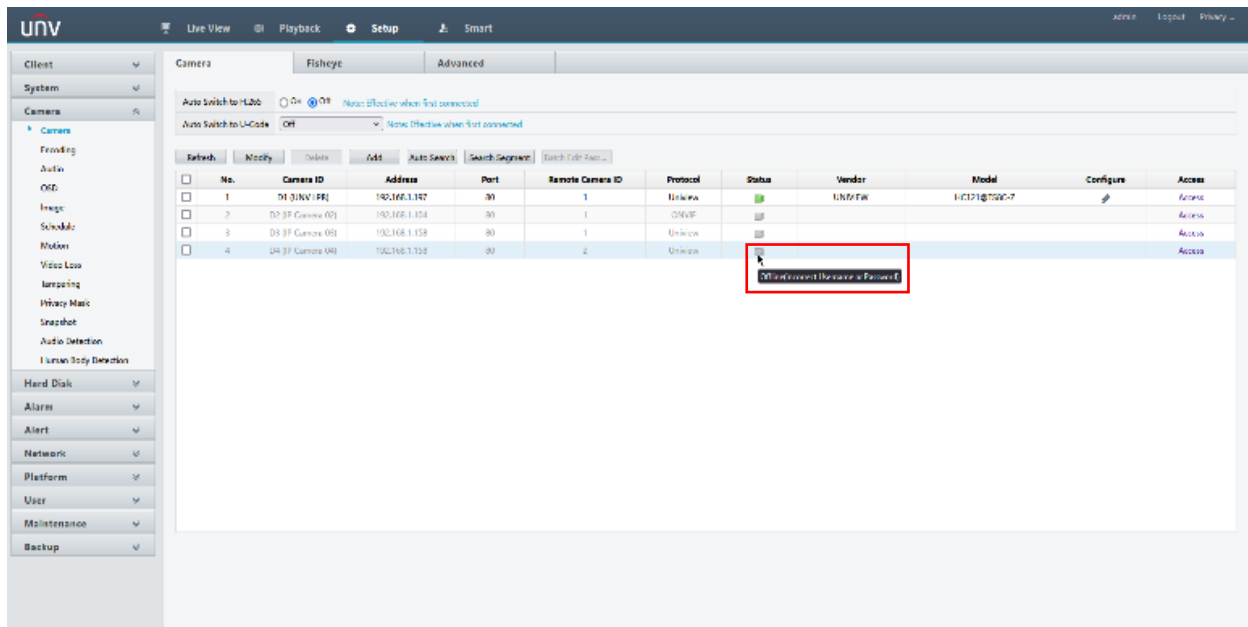 unv
Live View Playback Setup Smart
admin Logout Privacy ...
Client
System
Camera
Camera
Encoding
Audio
OSD
Image
Schedule
Motion
Video Loss
Tampering
Privacy Mask
Snapshot
Audio Detection
Human Body Detection
Hard Disk
Alarm
Alert
Network
Platform
User
Maintenance
Backup
Camera Fisheye Advanced
Auto Switch to H.265 On Off Note: Effective when first connected
Auto Switch to U-Code Off Note: Effective when first connected
Refresh Modify Delete Add Auto Search Search Segment Batch Edit Pass...
No. Camera ID Address Port Remote Camera ID Protocol Status Vendor Model Configure Access
1 D1 (UNV LPR) 192.168.1.197 80 1 Uniview UNIVIEW HC121@TS8C-Z Access
2 D2 (IP Camera 02) 192.168.1.104 80 1 ONVIF Access
3 D3 (IP Camera 03) 192.168.1.158 80 1 Uniview Access
4 D4 (IP Camera 04) 192.168.1.158 80 2 Uniview Access
Offline(Incorrect Username or Password)